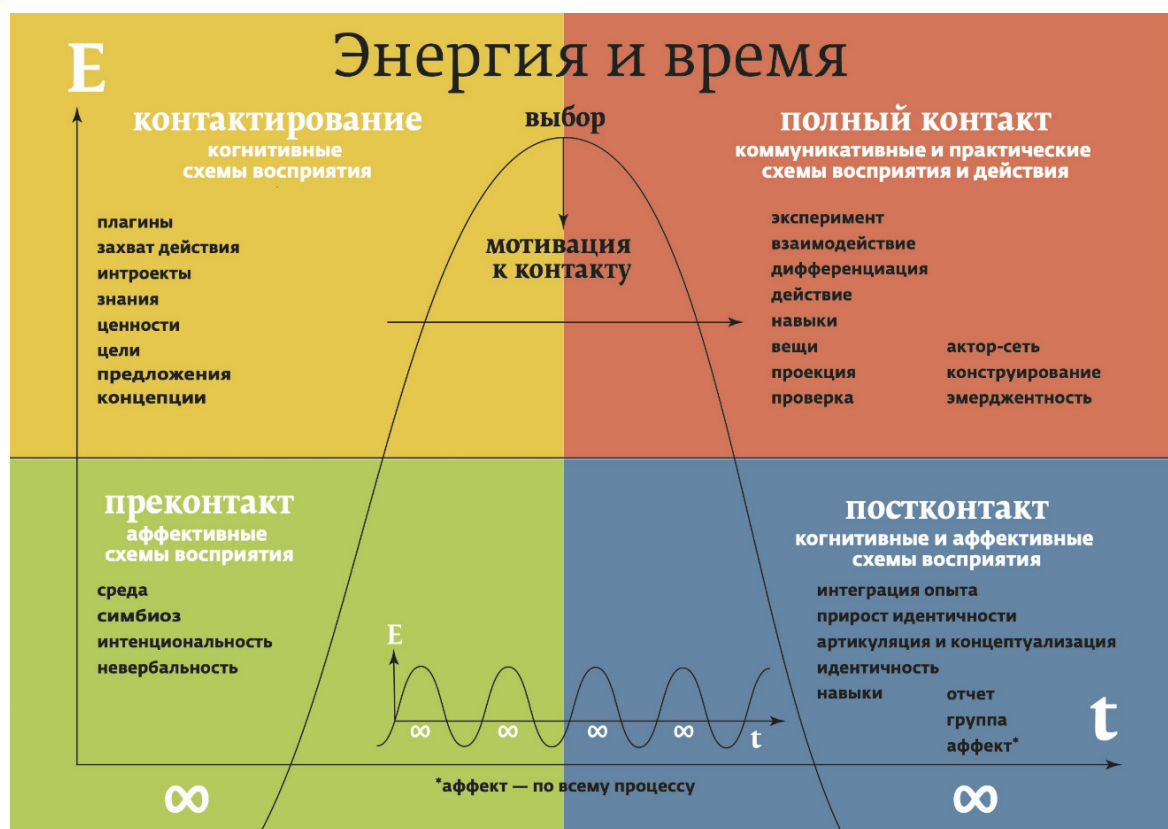 E
Энергия и время
контактирование
когнитивные
схемы восприятия
плагины
захват действия
интроекты
знания
ценности
цели
предложения
концепции
выбор
мотивация
к контакту
полный контакт
коммуникативные и практические
схемы восприятия и действия
эксперимент
взаимодействие
дифференциация
действие
навыки
вещи
проекция
проверка
актор-сеть
конструирование
эмерджентность
преконтакт
аффективные
схемы восприятия
среда
симбиоз
интенциональность
невербальность
E
∞ ∞ ∞ ∞ t
постконтакт
когнитивные и аффективные
схемы восприятия
интеграция опыта
прирост идентичности
артикуляция и концептуализация
идентичность
навыки
отчет
группа
аффект*
t
*аффект — по всему процессу
∞ ∞